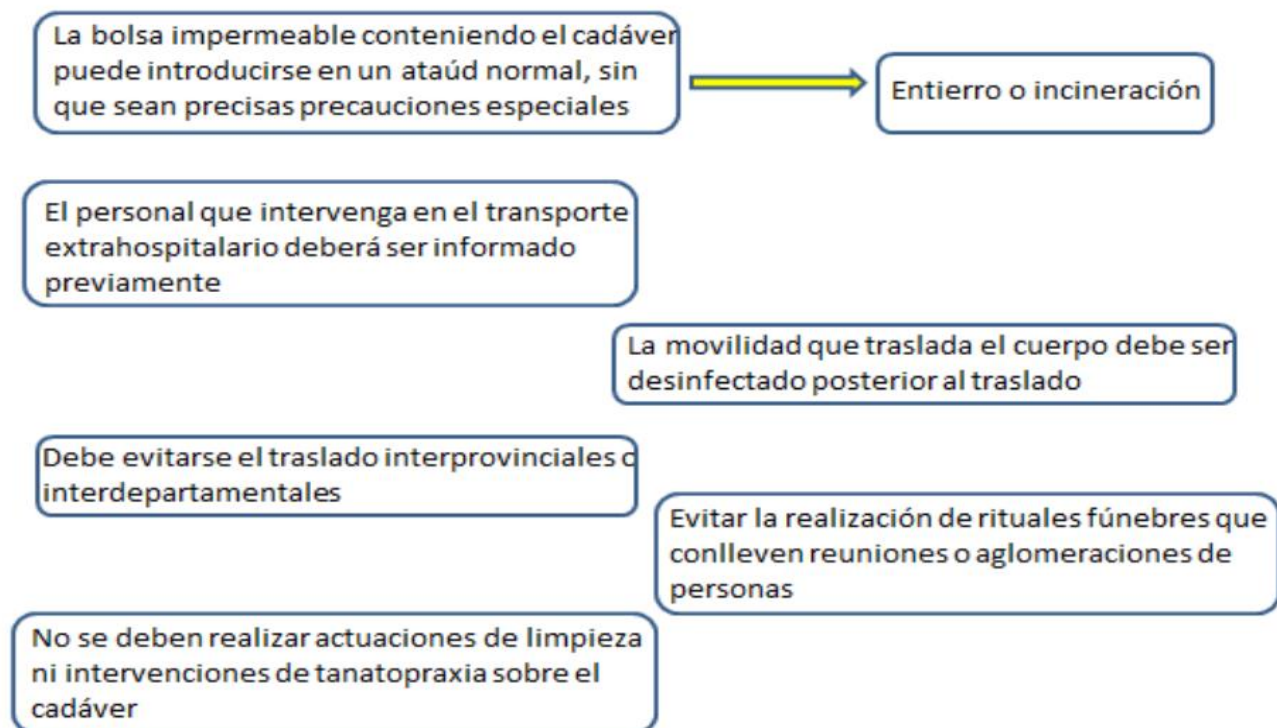 La bolsa impermeable conteniendo el cadáver
puede introducirse en un ataúd normal, sin
que sean precisas precauciones especiales
Entierro o incineración
El personal que intervenga en el transporte
extrahospitalario deberá ser informado
previamente
La movilidad que traslada el cuerpo debe ser
desinfectado posterior al traslado
Debe evitarse el traslado interprovinciales o
interdepartamentales
Evitar la realización de rituales fúnebres que
conlleven reuniones o aglomeraciones de
personas
No se deben realizar actuaciones de limpieza
ni intervenciones de tanatopraxia sobre el
cadáver